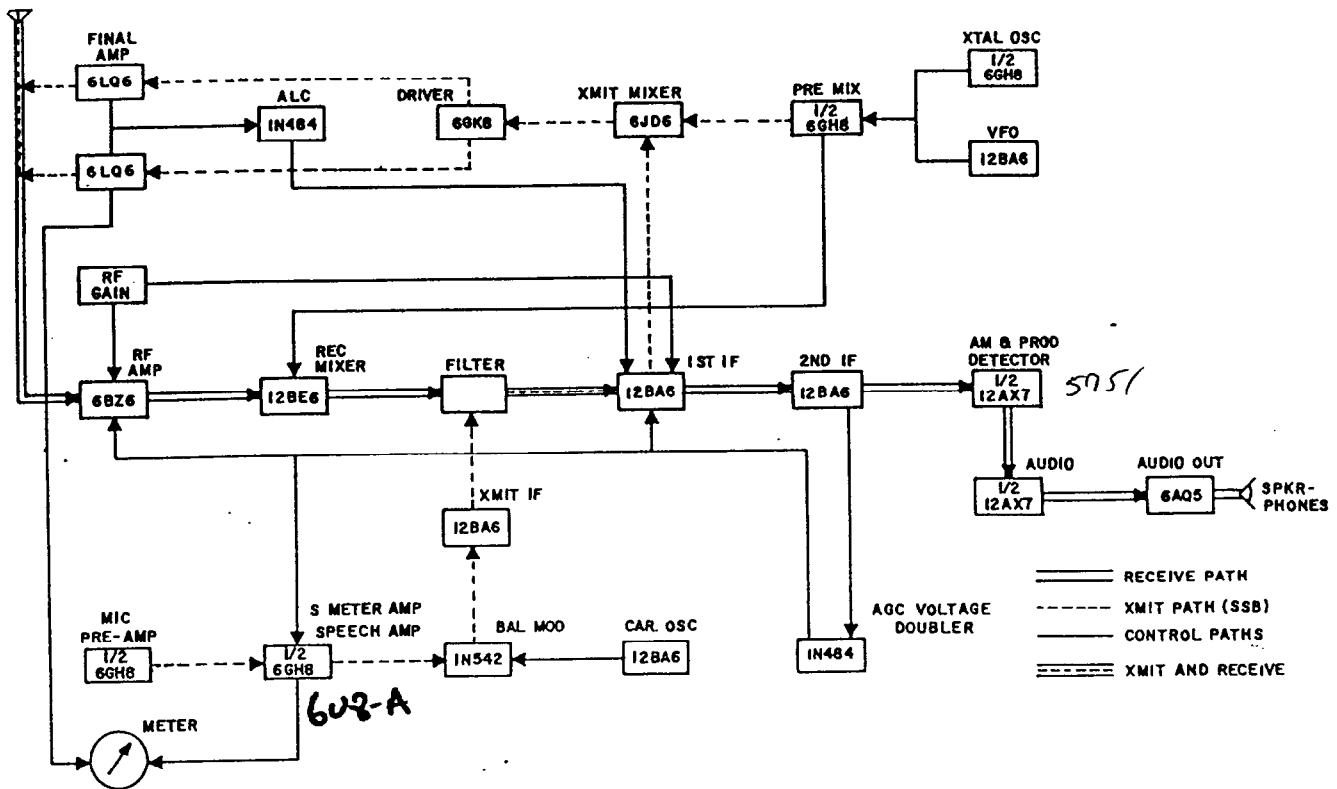 FINAL
AMP
6LQ6
6LQ6
ALC
1N484
DRIVER
6GK8
XMIT MIXER
6JD6
PRE MIX
1/2
6GH8
XTAL OSC
1/2
6GH8
VFO
12BA6
RF
GAIN
RF
AMP
6BZ6
REC
MIXER
12BE6
FILTER
1ST IF
12BA6
2ND IF
12BA6
AM & PROD
DETECTOR
1/2
12AX7
5751
AUDIO
1/2
12AX7
AUDIO OUT
6AQ5
SPKR-
PHONES
XMIT IF
12BA6
MIC
PRE-AMP
1/2
6GH8
S METER AMP
SPEECH AMP
1/2
6GH8
6U8-A
BAL MOD
1N542
CAR. OSC
12BA6
AGC VOLTAGE
DOUBLER
1N484
METER
RECEIVE PATH
XMIT PATH (SSB)
CONTROL PATHS
XMIT AND RECEIVE